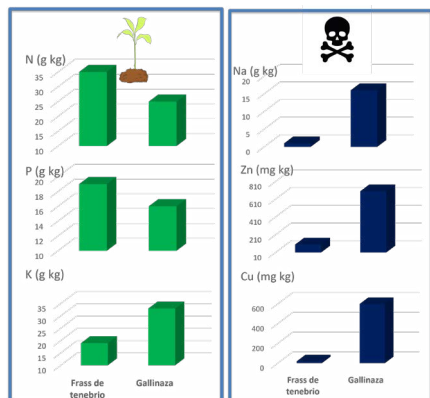 N (g kg)
35
30
25
20
15
10
P (g kg)
20
18
16
14
12
10
K (g kg)
35
30
25
20
15
10
Frass de
tenebrio
Gallinaza
Na (g kg)
20
15
10
5
0
Zn (mg kg)
810
610
410
210
10
Cu (mg kg)
600
400
200
0
Frass de
tenebrio
Gallinaza